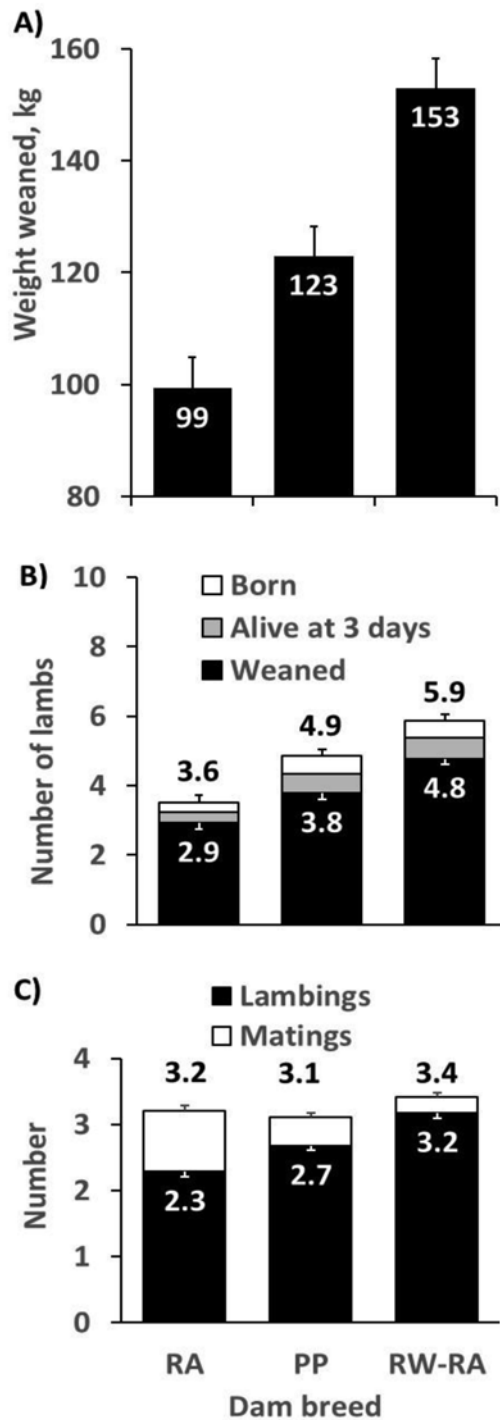 A)
Weight weaned, kg
160
140
120
100
80
99
123
153
B)
Number of lambs
10
8
6
4
2
0
Born
Alive at 3 days
Weaned
3.6
4.9
5.9
2.9
3.8
4.8
C)
Number
Lambings
Matings
4
3
2
1
0
3.2
3.1
3.4
2.3
2.7
3.2
RA PP RW-RA
Dam breed